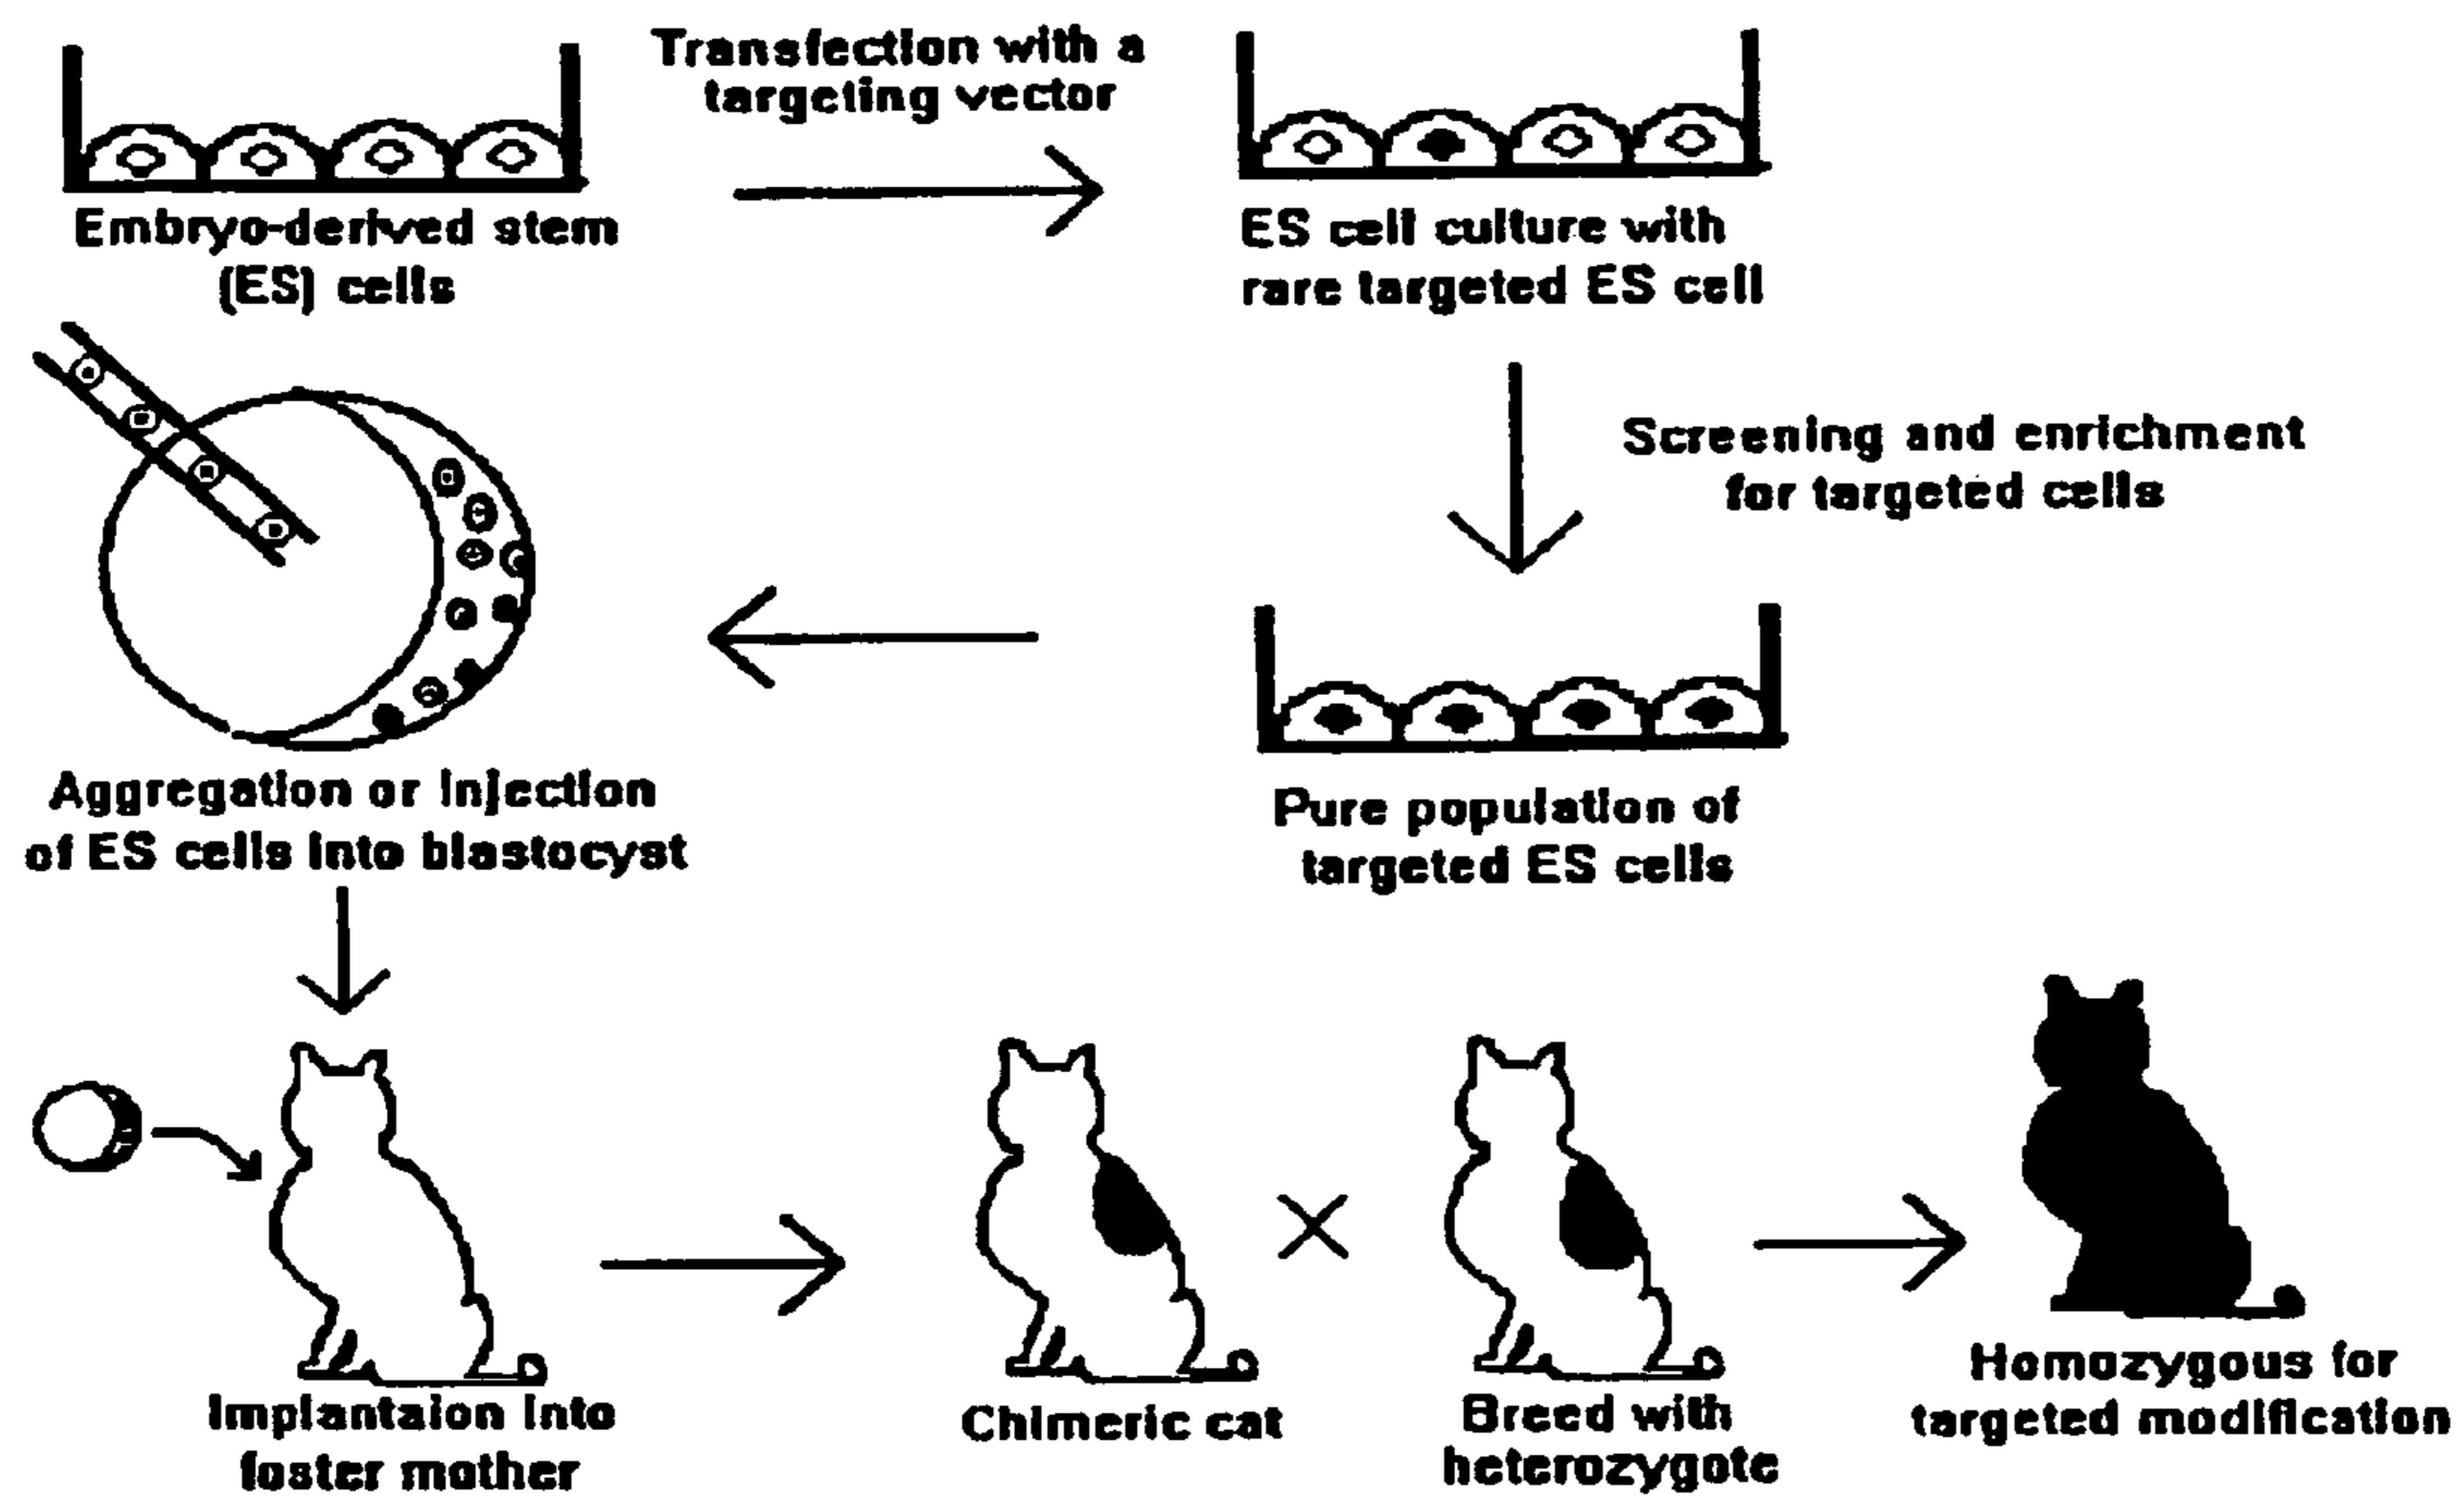 Transfection with a
targeting vector
Embryo-derived stem
(ES) cells
ES cell culture with
rare targeted ES cell
Screening and enrichment
for targeted cells
Aggregation or Injection
of ES cells into blastocyst
Pure population of
targeted ES cells
Implantaion into
foster mother
Chimeric cat
Breed with
heterozygote
Homozygous for
targeted modification